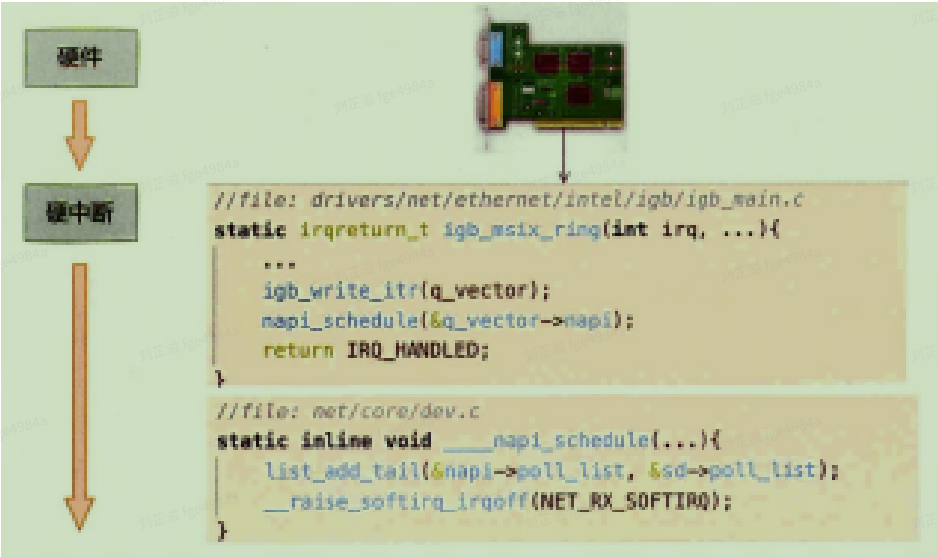 硬件
硬中断
//file: drivers/net/ethernet/intel/igb/igb_main.c
static irqreturn_t igb_msix_ring(int irq, ...){
...
igb_write_itr(q_vector);
napi_schedule(&q_vector->napi);
return IRQ_HANDLED;
}
//file: net/core/dev.c
static inline void ____napi_schedule(...){
list_add_tail(&napi->poll_list, &sd->poll_list);
__raise_softirq_irqoff(NET_RX_SOFTIRQ);
}